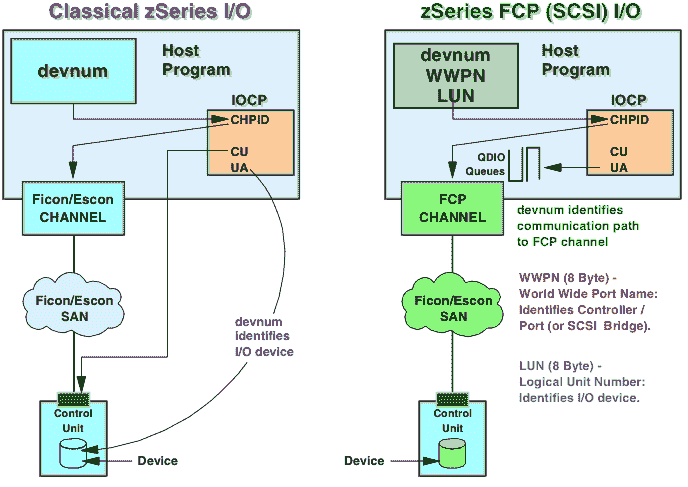 Classical zSeries I/O
devnum
Host
Program
IOCP
CHPID
CU
UA
Ficon/Escon
CHANNEL
Ficon/Escon
SAN
devnum
identifies
I/O device
Control
Unit
Device
zSeries FCP (SCSI) I/O
devnum
WWPN
LUN
Host
Program
IOCP
CHPID
CU
UA
QDIO
Queues
FCP
CHANNEL
devnum identifies
communication path
to FCP channel
Ficon/Escon
SAN
WWPN (8 Byte) -
World Wide Port Name:
Identifies Controller /
Port (or SCSI Bridge).
LUN (8 Byte) -
Logical Unit Number:
Identifies I/O device.
Control
Unit
Device